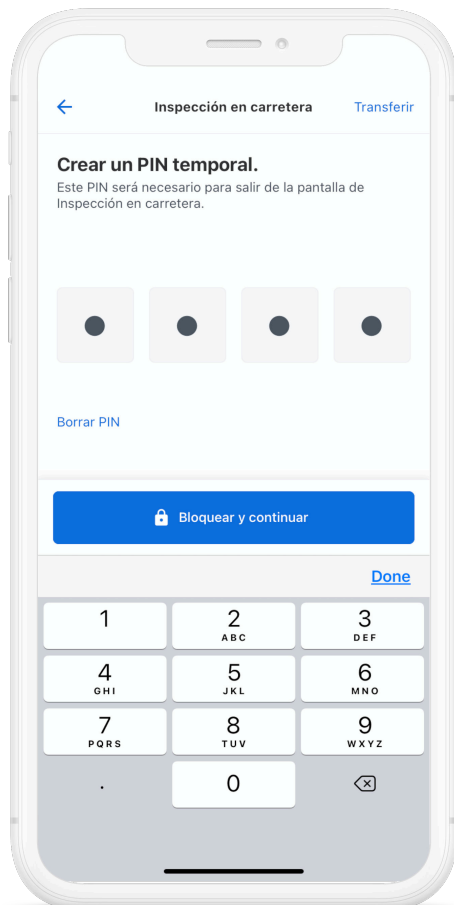 Inspección en carretera Transferir
Crear un PIN temporal.
Este PIN será necesario para salir de la pantalla de
Inspección en carretera.
Borrar PIN
Bloquear y continuar
Done
1 2 3
ABC DEF
4 5 6
GHI JKL MNO
7 8 9
PQRS TUV WXYZ
. 0